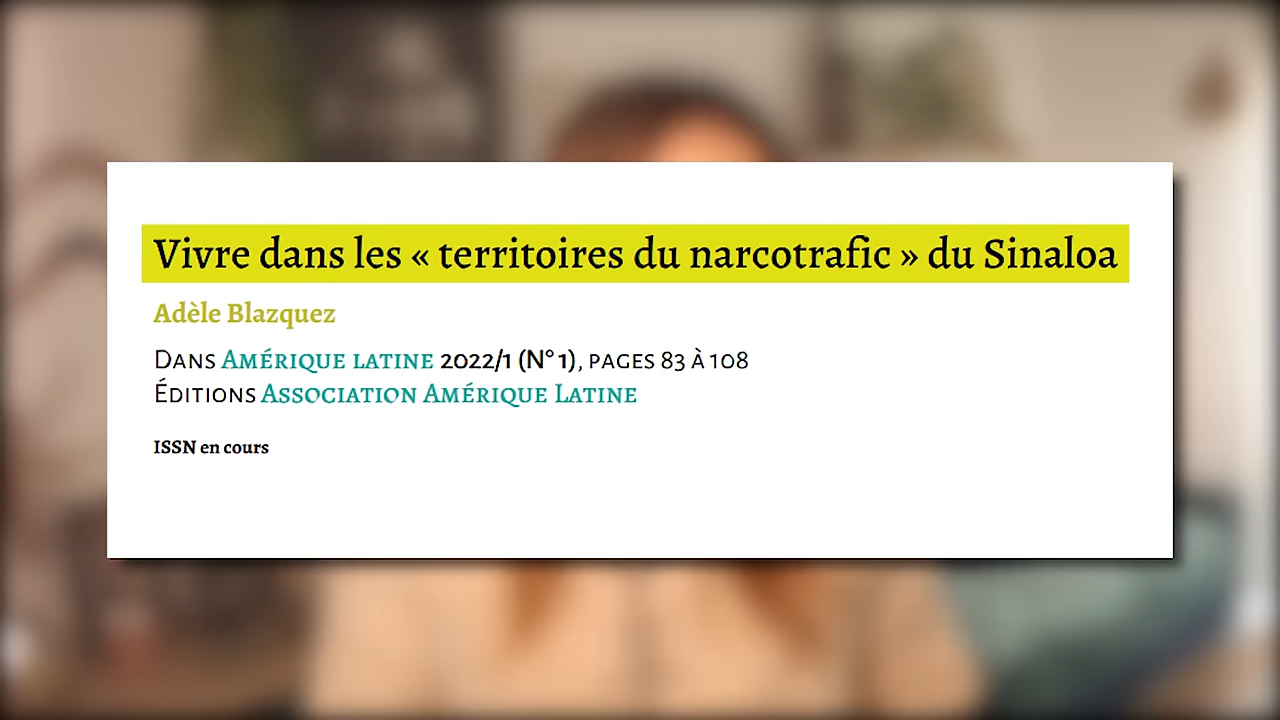 Vivre dans les « territoires du narcotrafic » du Sinaloa
Adèle Blazquez
Dans Amérique latine 2022/1 (N° 1), pages 83 à 108
Éditions Association Amérique Latine
ISSN en cours